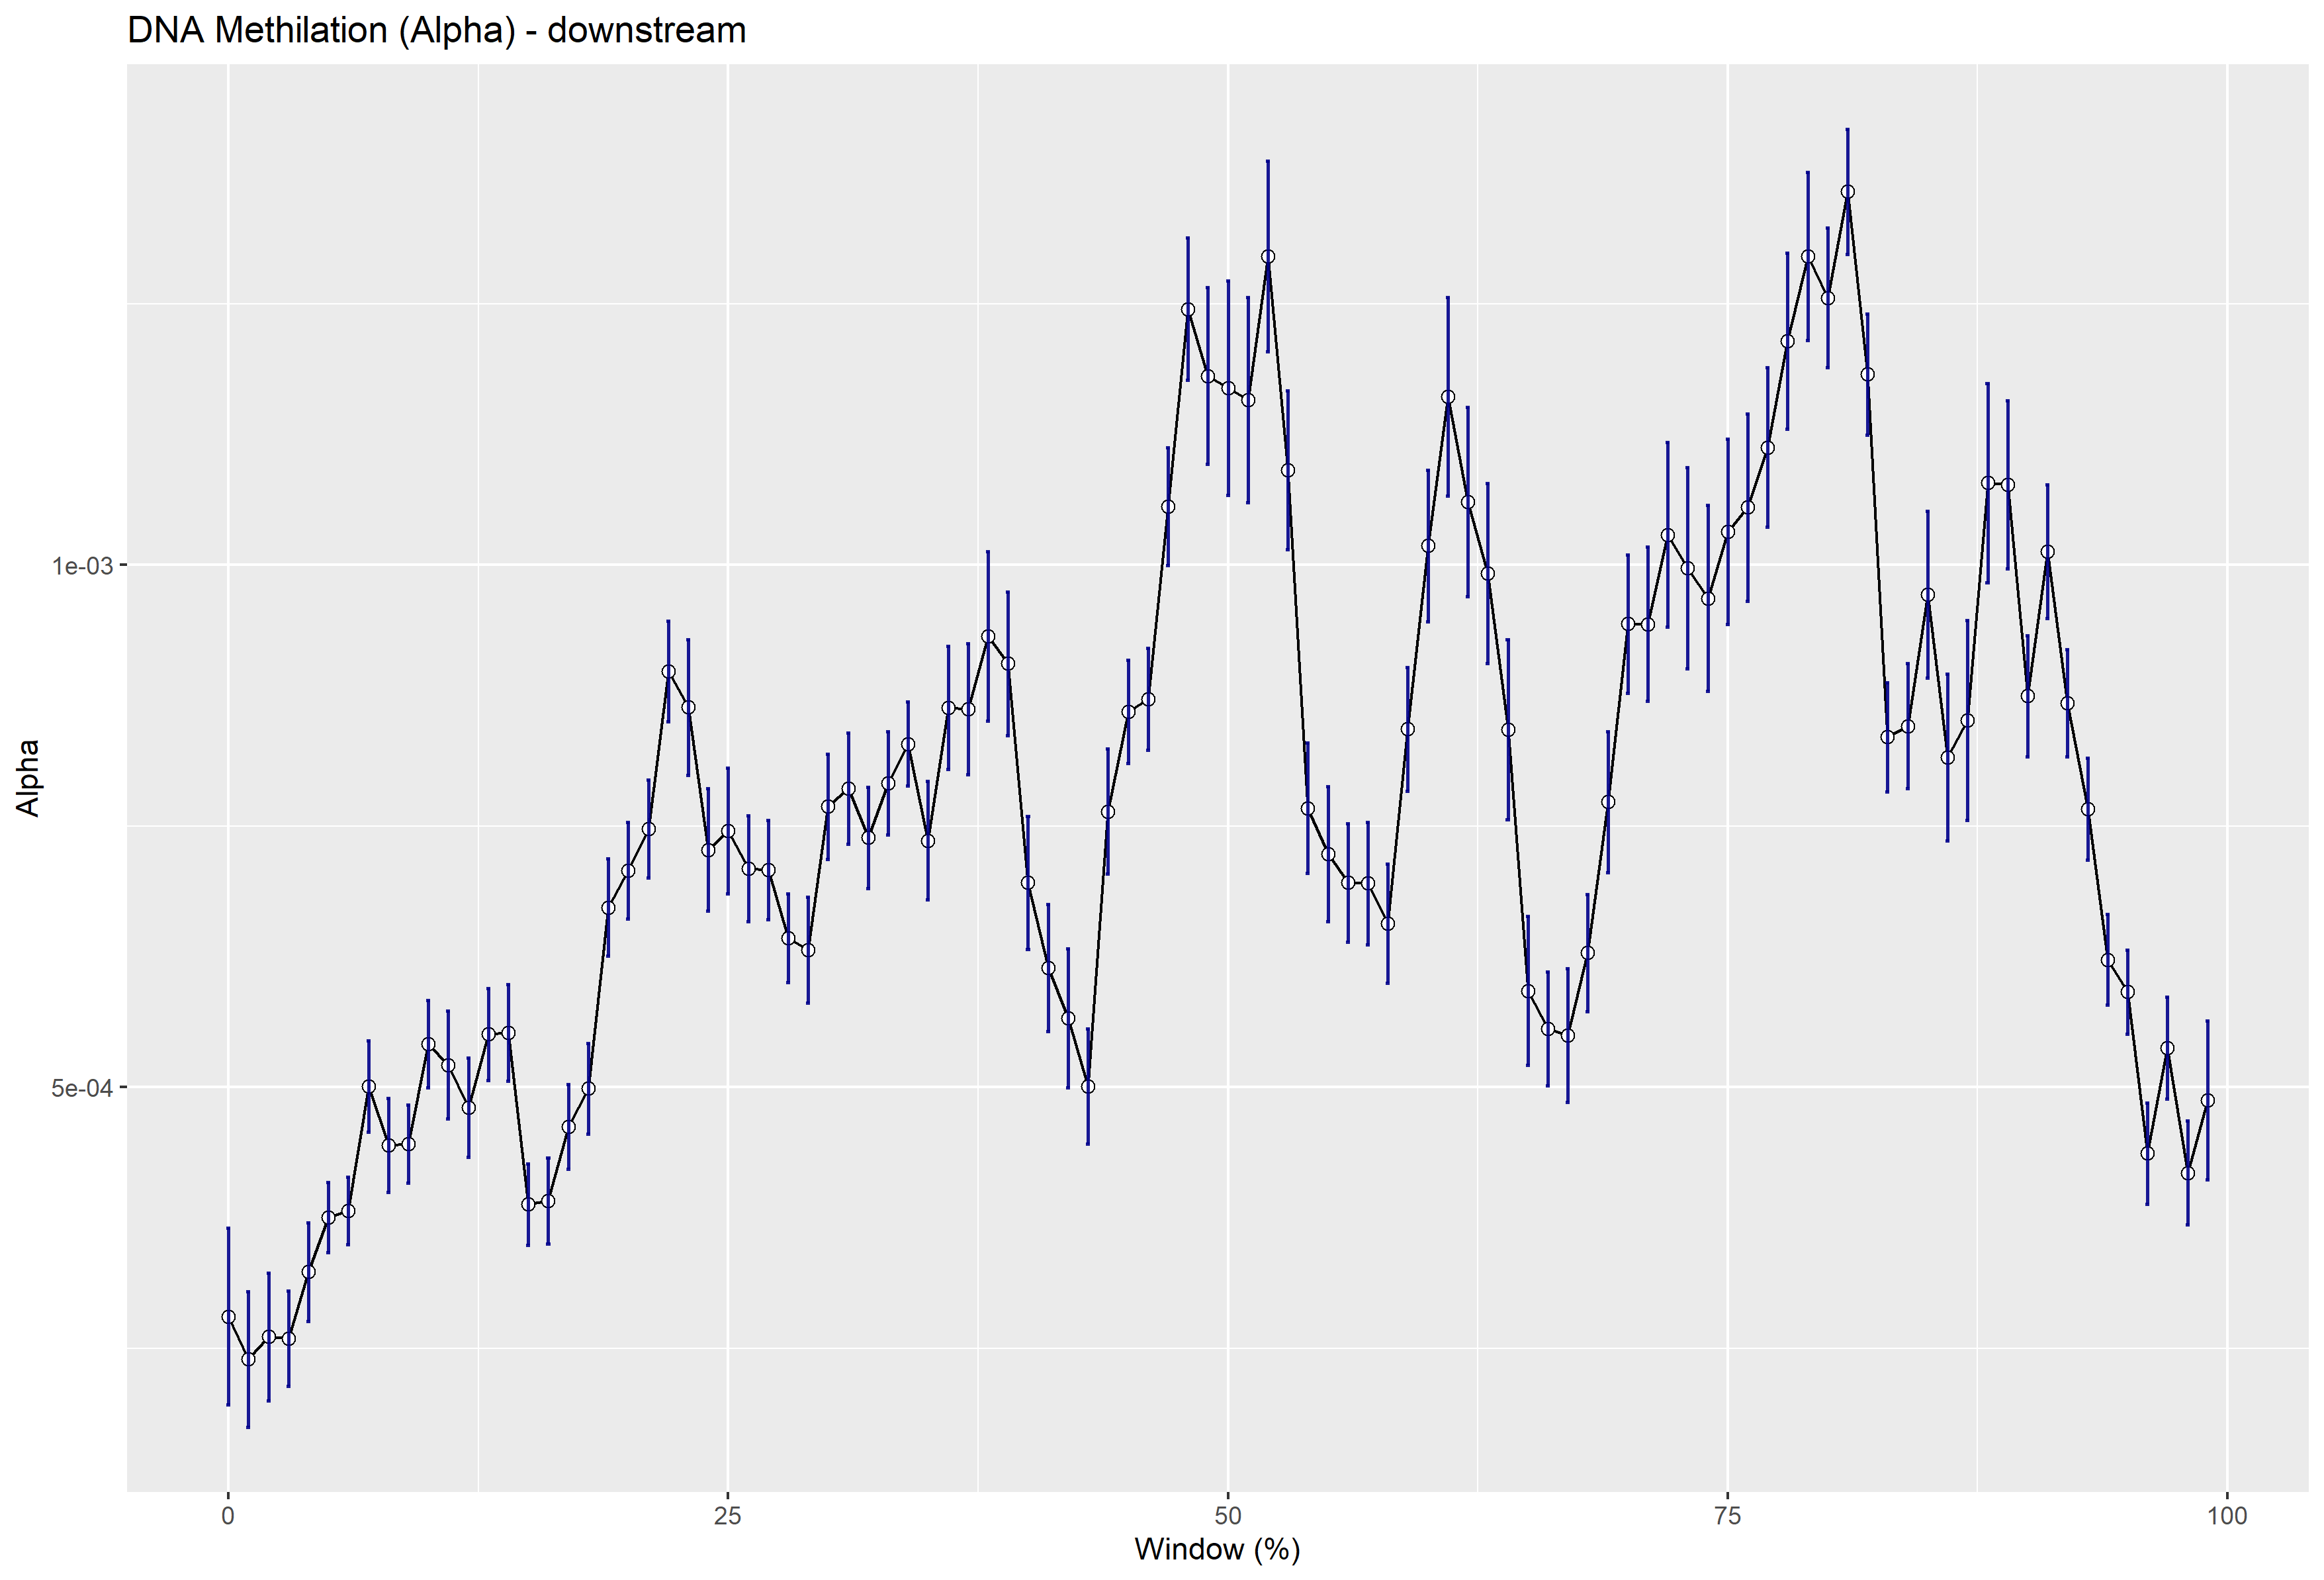 DNA Methilation (Alpha) - downstream
Alpha
1e-03
5e-04
0 25 50 75 100
Window (%)